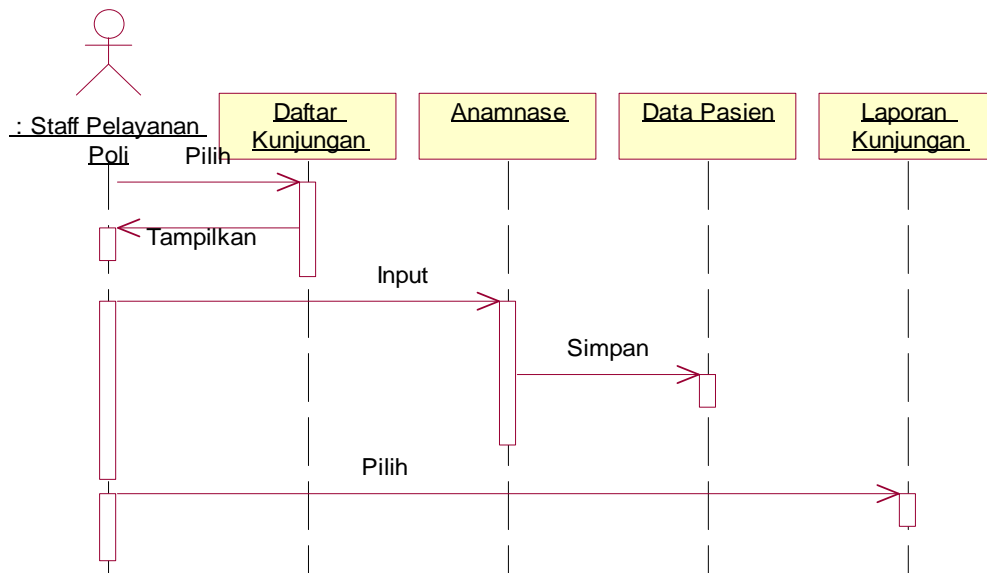 : Staff Pelayanan
Poli
Daftar
Kunjungan
Anamnase
Data Pasien
Laporan
Kunjungan
Pilih
Tampilkan
Input
Simpan
Pilih